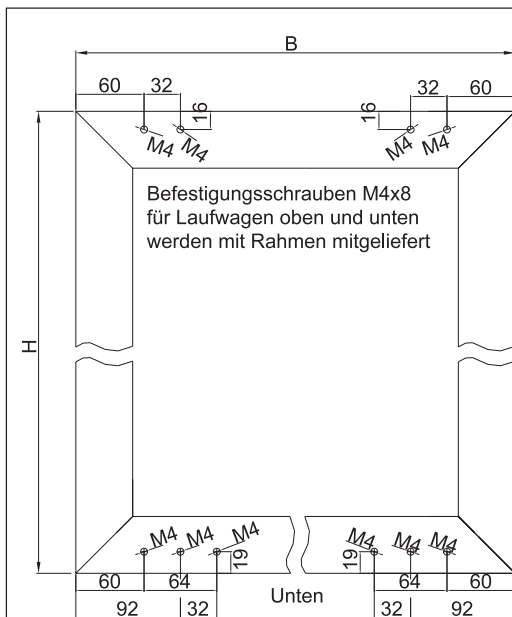 B
60 32 32 60
16 16
M4 M4 M4 M4
Befestigungsschrauben M4x8
für Laufwagen oben und unten
werden mit Rahmen mitgeliefert
H
M4 M4 M4 M4 M4 M4
19 19
60 64 64 60
Unten
92 32 32 92